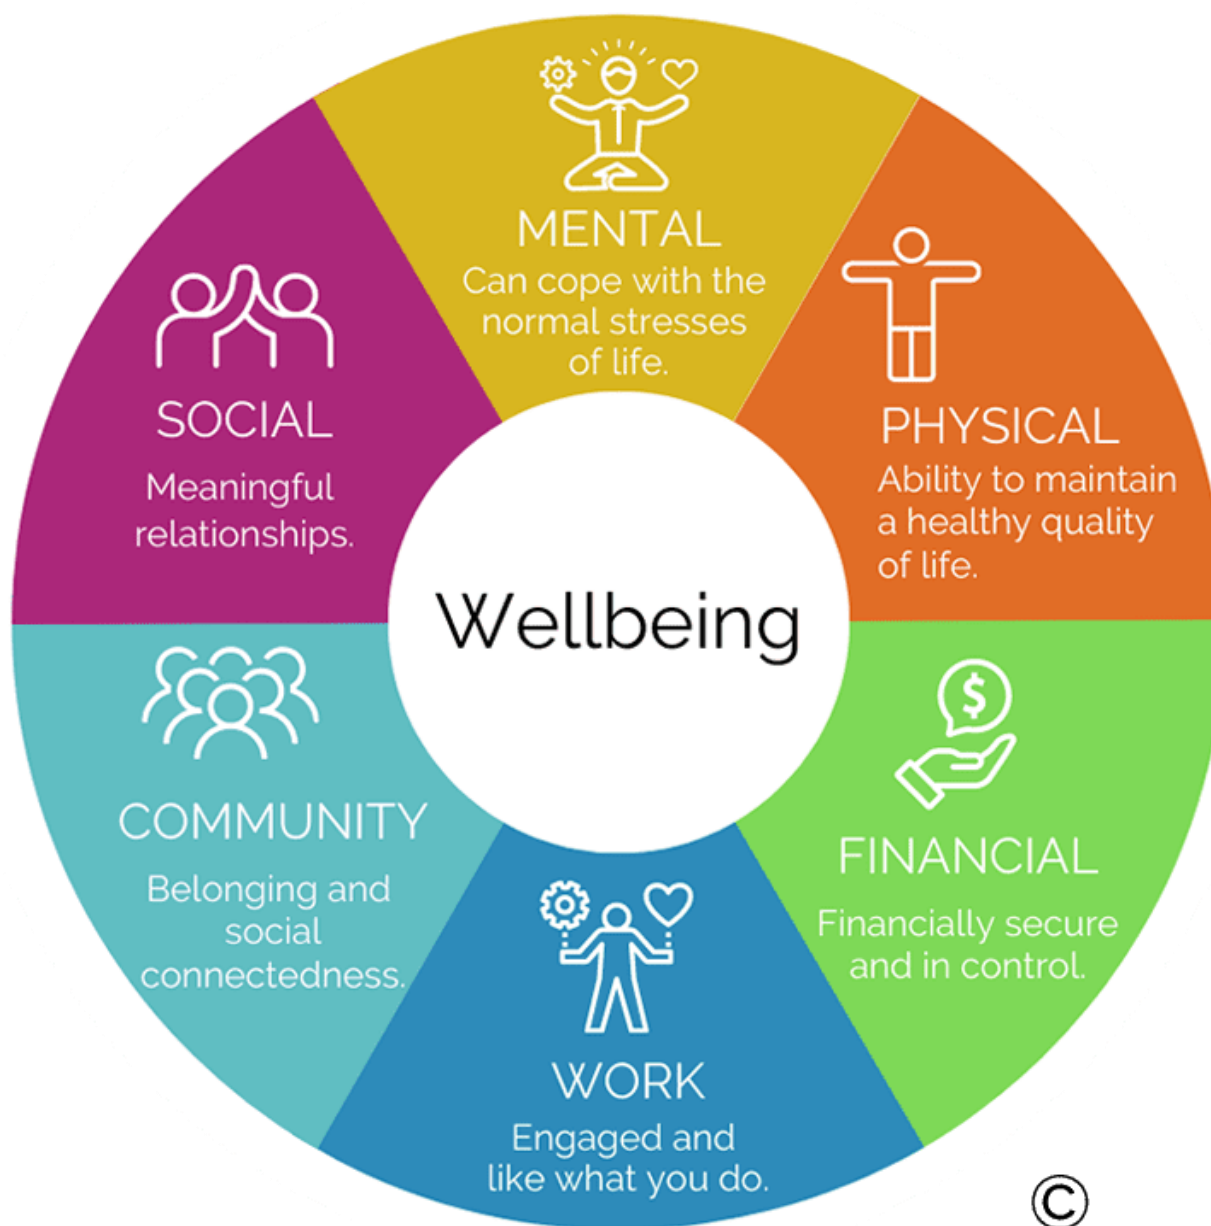 MENTAL
Can cope with the
normal stresses
of life.
PHYSICAL
Ability to maintain
a healthy quality
of life.
FINANCIAL
$
Financially secure
and in control.
WORK
Engaged and
like what you do.
COMMUNITY
Belonging and
social
connectedness.
SOCIAL
Meaningful
relationships.
Wellbeing
©